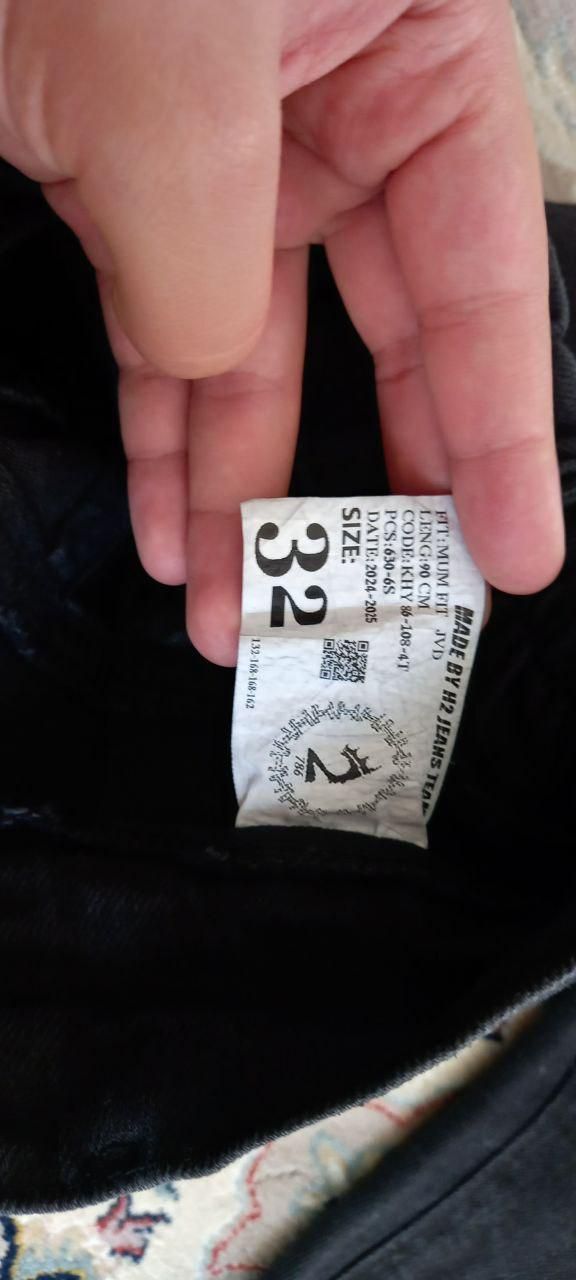 MADE BY H2 JEANS TEAM
FIT: MUM FIT JVD
LENG:90 CM
CODE:KHY 86-108-4T
PCS:630-6S
DATE:2024-2025
SIZE:
32
132-168-168-162
2
786